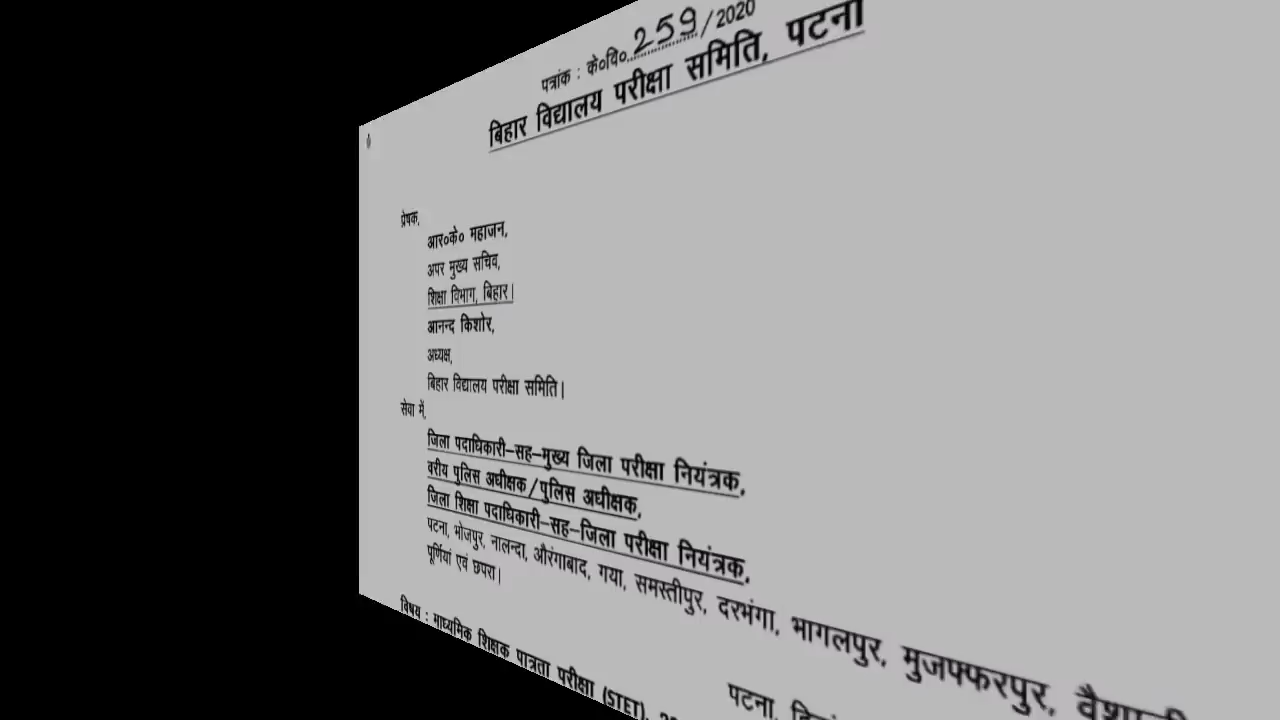 पत्रांक : के०वि०.259/2020
बिहार विद्यालय परीक्षा समिति, पटना
प्रेषक,
आर०के० महाजन,
अपर मुख्य सचिव,
शिक्षा विभाग, बिहार।
आनन्द किशोर,
अध्यक्ष,
बिहार विद्यालय परीक्षा समिति।
सेवा में,
जिला पदाधिकारी–सह–मुख्य जिला परीक्षा नियंत्रक,
वरीय पुलिस अधीक्षक/पुलिस अधीक्षक,
जिला शिक्षा पदाधिकारी–सह–जिला परीक्षा नियंत्रक,
पटना, भोजपुर, नालन्दा, औरंगाबाद, गया, समस्तीपुर, दरभंगा, भागलपुर, मुजफ्फरपुर,
पूर्णियां एवं छपरा।
पटना,
विषय : माध्यमिक शिक्षक पात्रता परीक्षा (STET),